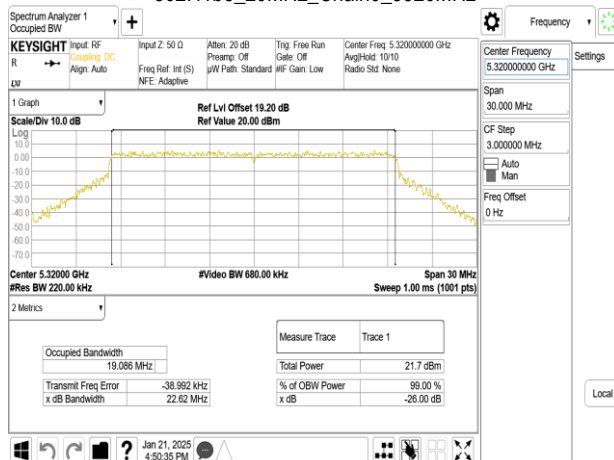 Spectrum Analyzer 1
Occupied BW
KEYSIGHT
R
LXI
Input: RF
Coupling: DC
Align: Auto
Input Z: 50 Ω
Freq Ref: Int (S)
NFE: Adaptive
Atten: 20 dB
Preamp: Off
µW Path: Standard
Trig: Free Run
Gate: Off
#IF Gain: Low
Center Freq: 5.320000000 GHz
Avg|Hold: 10/10
Radio Std: None
1 Graph
Scale/Div 10.0 dB
Ref Lvl Offset 19.20 dB
Ref Value 20.00 dBm
Log
10.0
0.00
-10.0
-20.0
-30.0
-40.0
-50.0
-60.0
-70.0
Center 5.32000 GHz
#Res BW 220.00 kHz
#Video BW 680.00 kHz
Span 30 MHz
Sweep 1.00 ms (1001 pts)
2 Metrics
Measure Trace Trace 1
Occupied Bandwidth
19.086 MHz
Total Power 21.7 dBm
Transmit Freq Error -38.992 kHz
% of OBW Power 99.00 %
x dB Bandwidth 22.62 MHz
x dB -26.00 dB
?
Jan 21, 2025
4:50:35 PM
Frequency
Settings
Center Frequency
5.320000000 GHz
Span
30.000 MHz
CF Step
3.000000 MHz
Auto
Man
Freq Offset
0 Hz
Local